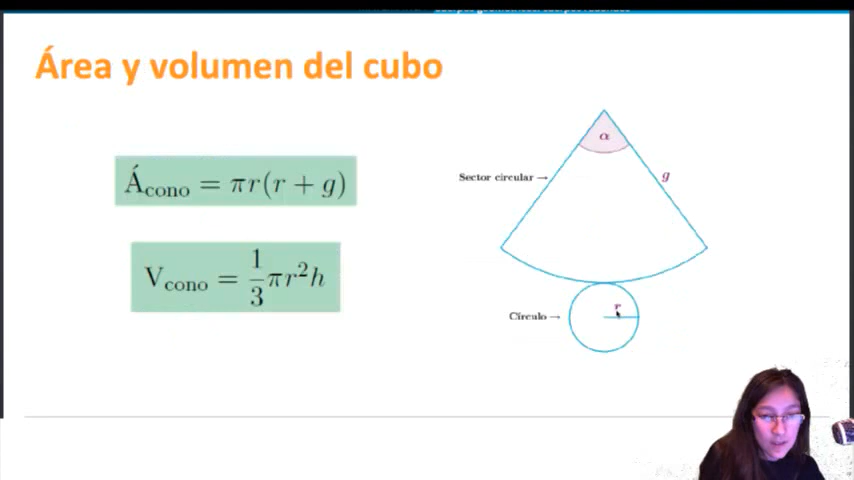 Área y volumen del cubo
Á_cono = πr(r + g)
V_cono = 1/3 πr²h
α
Sector circular →
g
r
Círculo →